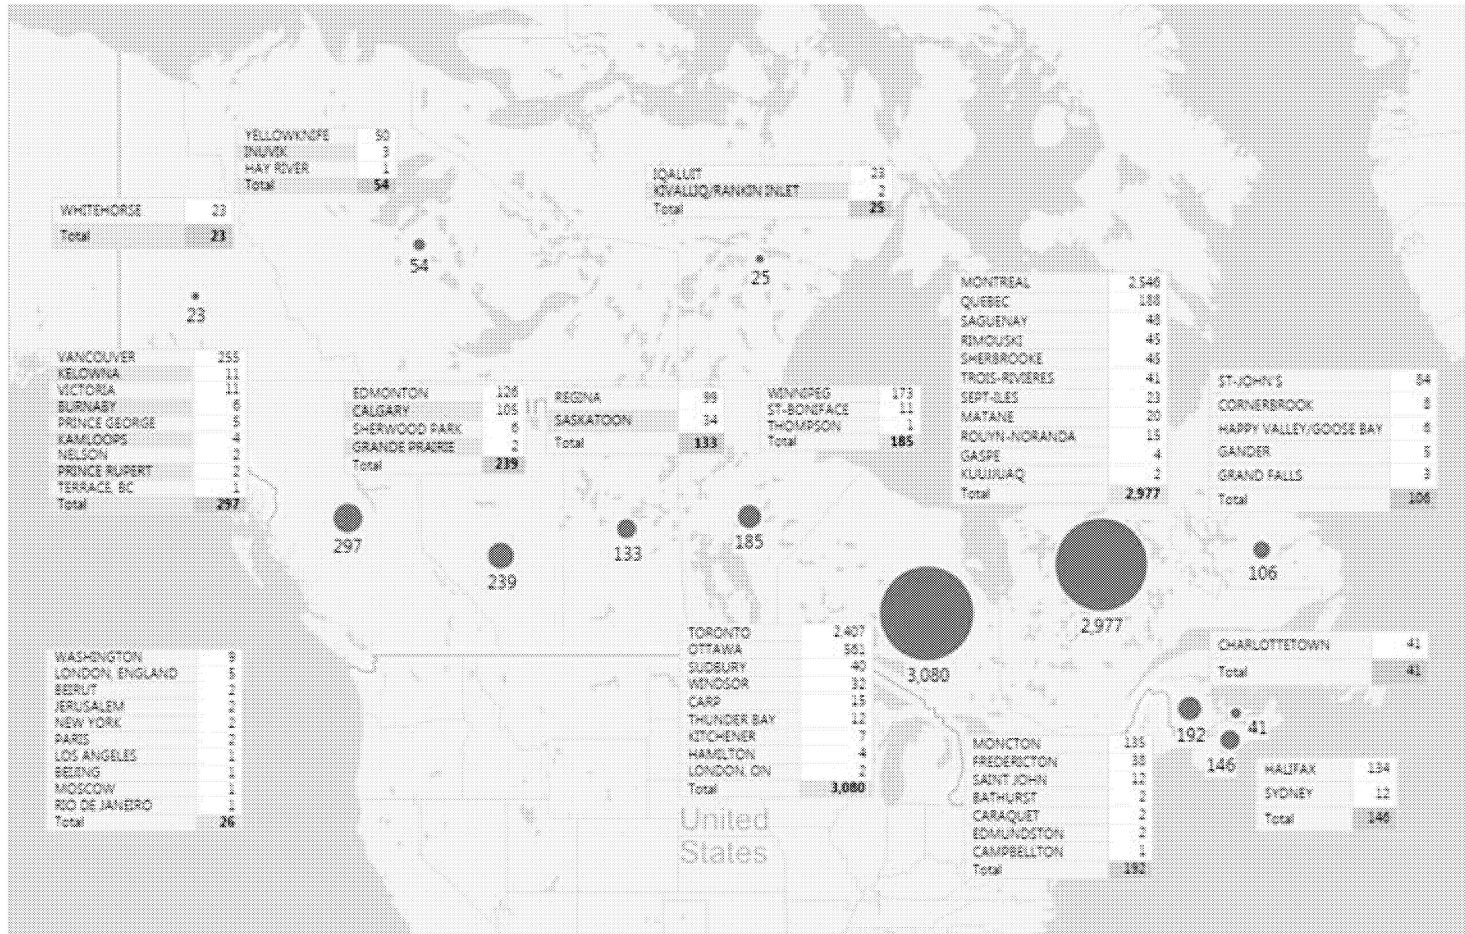 YELLOWKNIFE 50
INUVIK 3
HAY RIVER 1
Total 54
IQALUIT 23
KIVALLIQ/RANKIN INLET 2
Total 25
WHITEHORSE 23
Total 23
54
25
23
VANCOUVER 255
KELOWNA 11
VICTORIA 11
BURNABY 6
PRINCE GEORGE 5
KAMLOOPS 4
NELSON 2
PRINCE RUPERT 2
TERRACE, BC 1
Total 297
EDMONTON 126
CALGARY 105
SHERWOOD PARK 6
GRANDE PRAIRIE 2
Total 239
REGINA 99
SASKATOON 34
Total 133
WINNIPEG 173
ST-BONIFACE 11
THOMPSON 1
Total 185
MONTREAL 2,546
QUEBEC 188
SAGUENAY 48
RIMOUSKI 45
SHERBROOKE 45
TROIS-RIVIERES 41
SEPT-ILES 23
MATANE 20
ROUYN-NORANDA 15
GASPE 4
KUUJJUAQ 2
Total 2,977
ST-JOHN'S 84
CORNERBROOK 8
HAPPY VALLEY/GOOSE BAY 6
GANDER 5
GRAND FALLS 3
Total 106
297
239
133
185
3,080
2,977
106
WASHINGTON 9
LONDON, ENGLAND 5
BEIRUT 2
JERUSALEM 2
NEW YORK 2
PARIS 2
LOS ANGELES 1
BEIJING 1
MOSCOW 1
RIO DE JANEIRO 1
Total 26
TORONTO 2,407
OTTAWA 561
SUDBURY 40
WINDSOR 32
CARP 15
THUNDER BAY 12
KITCHENER 7
HAMILTON 4
LONDON, ON 2
Total 3,080
United
States
MONCTON 135
FREDERICTON 38
SAINT JOHN 12
BATHURST 2
CARAQUET 2
EDMUNDSTON 2
CAMPBELLTON 1
Total 192
CHARLOTTETOWN 41
Total 41
192
41
146
HALIFAX 134
SYDNEY 12
Total 146